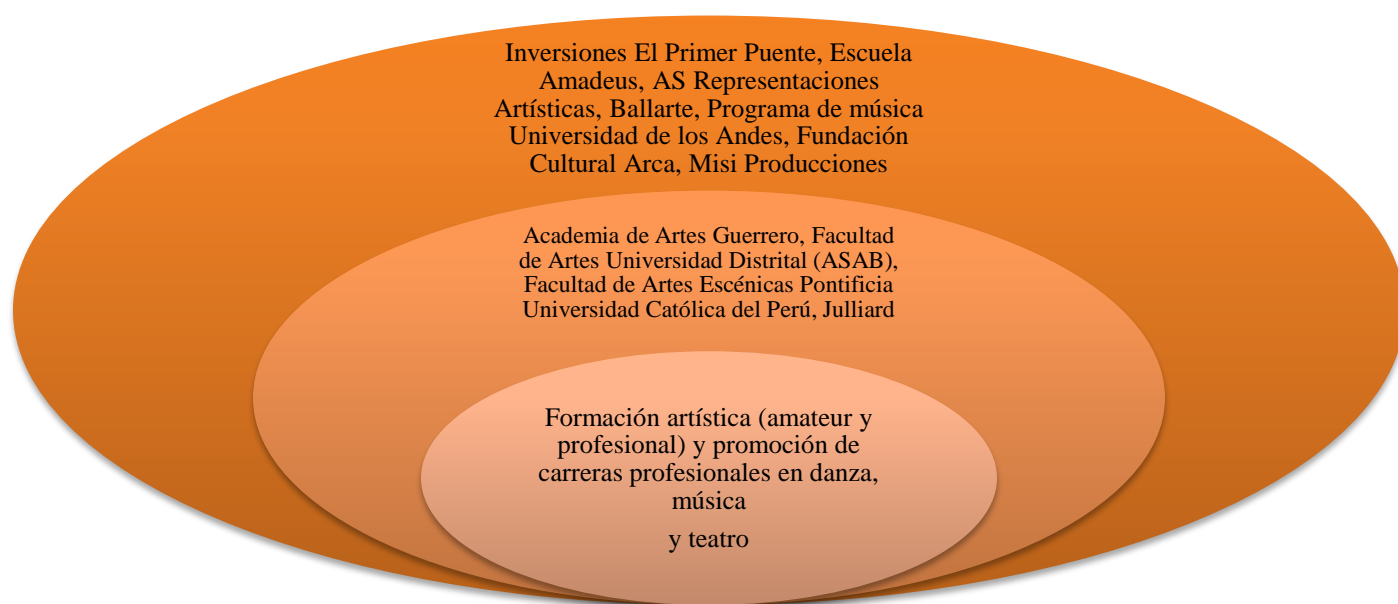 Inversiones El Primer Puente, Escuela
Amadeus, AS Representaciones
Artísticas, Ballarte, Programa de música
Universidad de los Andes, Fundación
Cultural Arca, Misi Producciones
Academia de Artes Guerrero, Facultad
de Artes Universidad Distrital (ASAB),
Facultad de Artes Escénicas Pontificia
Universidad Católica del Perú, Julliard
Formación artística (amateur y
profesional) y promoción de
carreras profesionales en danza,
música
y teatro